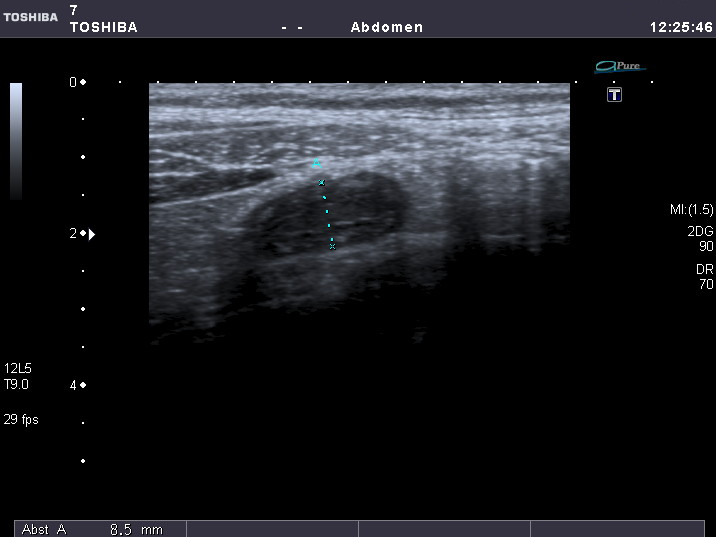 TOSHIBA
7
TOSHIBA - - Abdomen 12:25:46
Pure
T
0
2
4
MI:(1.5)
2DG
90
DR
70
12L5
T9.0
29 fps
Abst A 8.5 mm